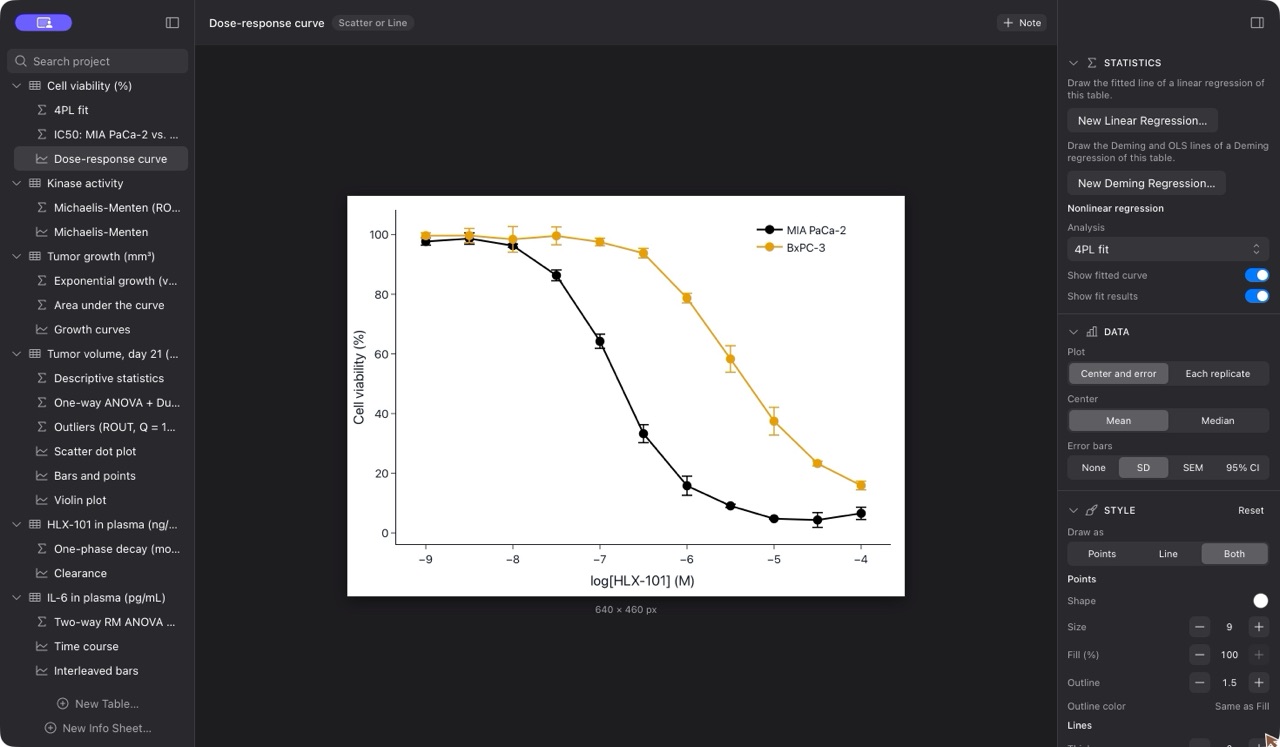 Dose-response curve Scatter or Line
Note
Search project
Cell viability (%)
4PL fit
IC50: MIA PaCa-2 vs. ...
Dose-response curve
Kinase activity
Michaelis-Menten (RO...
Michaelis-Menten
Tumor growth (mm³)
Exponential growth (v...
Area under the curve
Growth curves
Tumor volume, day 21 (...
Descriptive statistics
One-way ANOVA + Du...
Outliers (ROUT, Q = 1...
Scatter dot plot
Bars and points
Violin plot
HLX-101 in plasma (ng/...
One-phase decay (mo...
Clearance
IL-6 in plasma (pg/mL)
Two-way RM ANOVA ...
Time course
Interleaved bars
New Table...
New Info Sheet...
MIA PaCa-2
BxPC-3
Cell viability (%)
100
80
60
40
20
0
−9 −8 −7 −6 −5 −4
log[HLX-101] (M)
640 × 460 px
STATISTICS
Draw the fitted line of a linear regression of
this table.
New Linear Regression...
Draw the Deming and OLS lines of a Deming
regression of this table.
New Deming Regression...
Nonlinear regression
Analysis
4PL fit
Show fitted curve
Show fit results
DATA
Plot
Center and error Each replicate
Center
Mean Median
Error bars
None SD SEM 95% CI
STYLE Reset
Draw as
Points Line Both
Points
Shape
Size 9
Fill (%) 100
Outline 1.5
Outline color Same as Fill
Lines